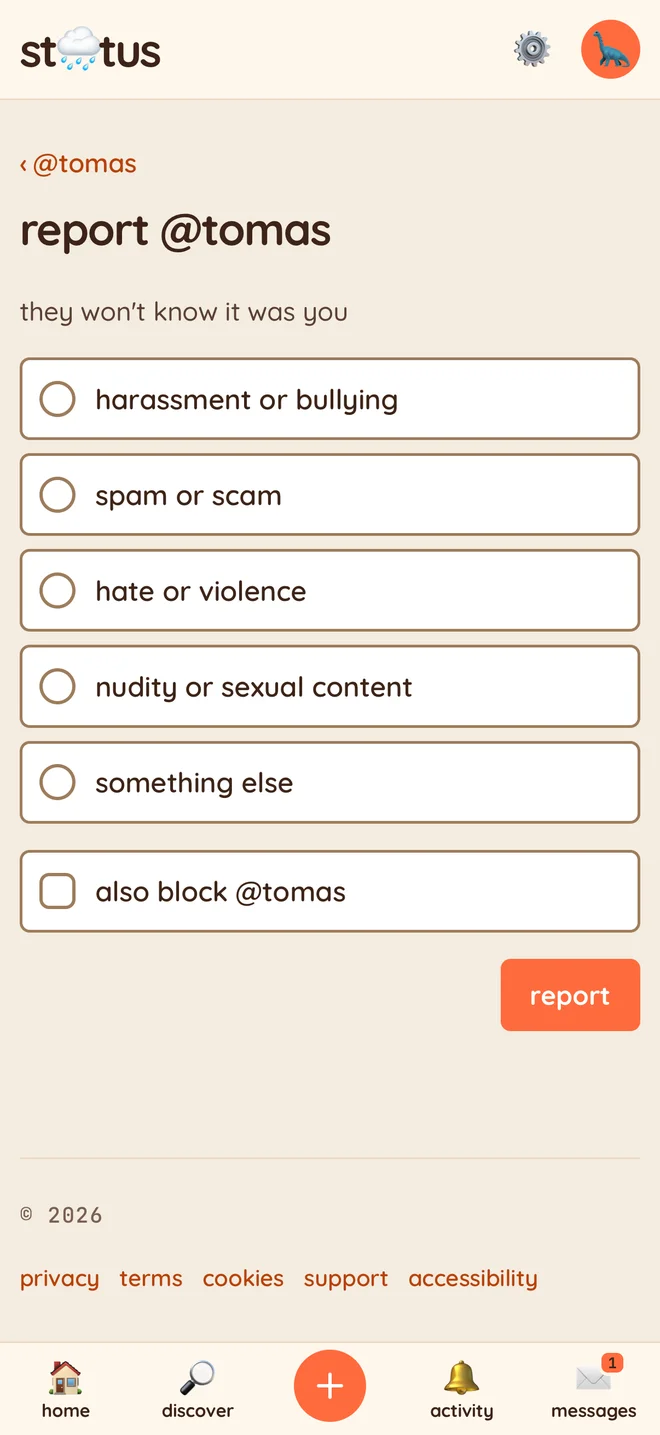 st🌧️tus
‹ @tomas
report @tomas
they won't know it was you
harassment or bullying
spam or scam
hate or violence
nudity or sexual content
something else
also block @tomas
report
© 2026
privacy terms cookies support accessibility
1
home discover activity messages